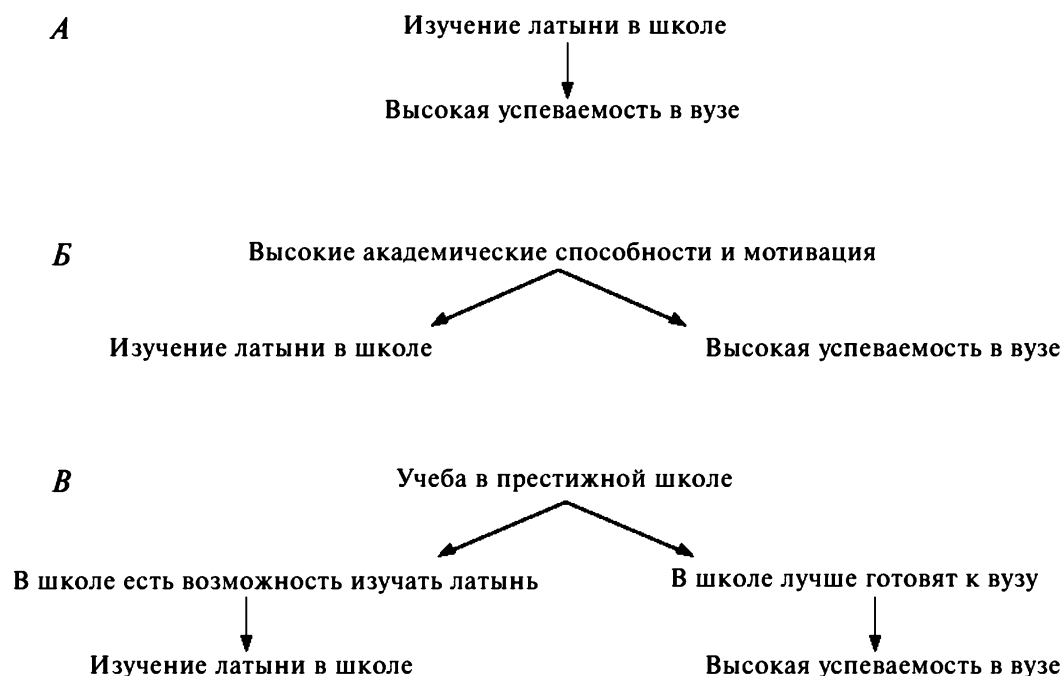 А
Изучение латыни в школе
Высокая успеваемость в вузе
Б
Высокие академические способности и мотивация
Изучение латыни в школе
Высокая успеваемость в вузе
В
Учеба в престижной школе
В школе есть возможность изучать латынь
В школе лучше готовят к вузу
Изучение латыни в школе
Высокая успеваемость в вузе